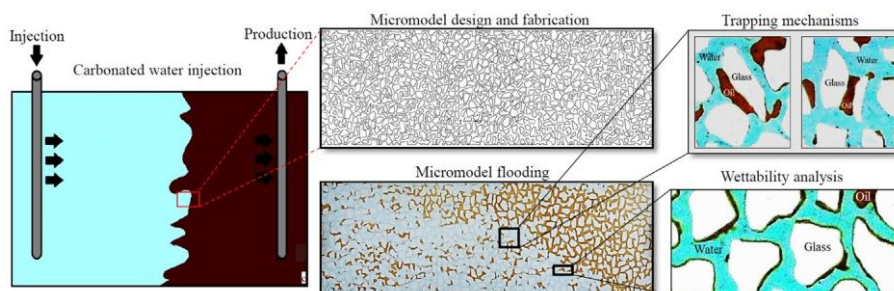 Injection
Production
Carbonated water injection
Micromodel design and fabrication
Micromodel flooding
Trapping mechanisms
Water
Glass
Oil
Water
Glass
Oil
Wettability analysis
Oil
Glass
Water